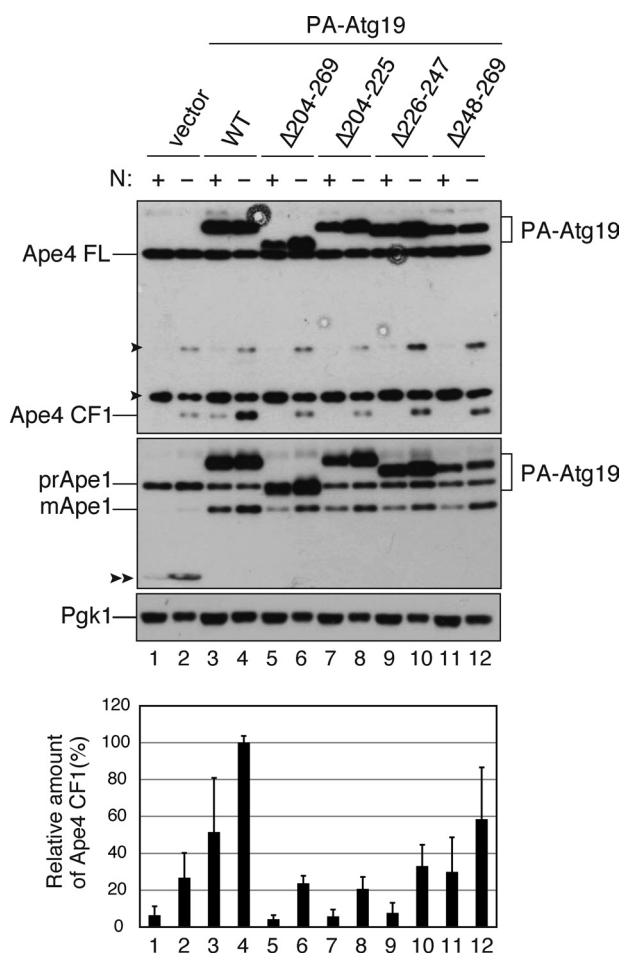 PA-Atg19
vector WT Δ204-269 Δ204-225 Δ226-247 Δ248-269
N: + − + − + − + − + − + −
PA-Atg19
Ape4 FL
Ape4 CF1
prApe1
PA-Atg19
mApe1
Pgk1
1 2 3 4 5 6 7 8 9 10 11 12
Relative amount
of Ape4 CF1(%)
120
100
80
60
40
20
0
1 2 3 4 5 6 7 8 9 10 11 12